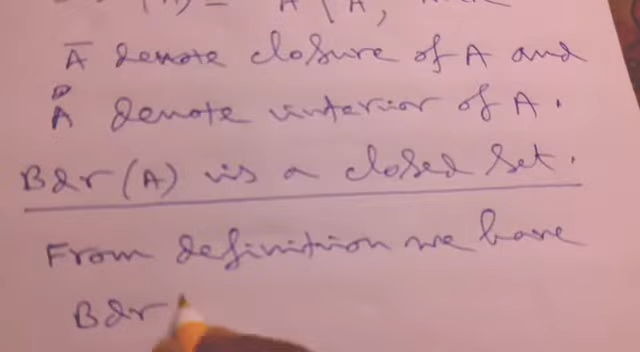 Ā denote closure of A and
Å denote interior of A.
Bdr (A) is a closed set.
From definition we have
Bdr